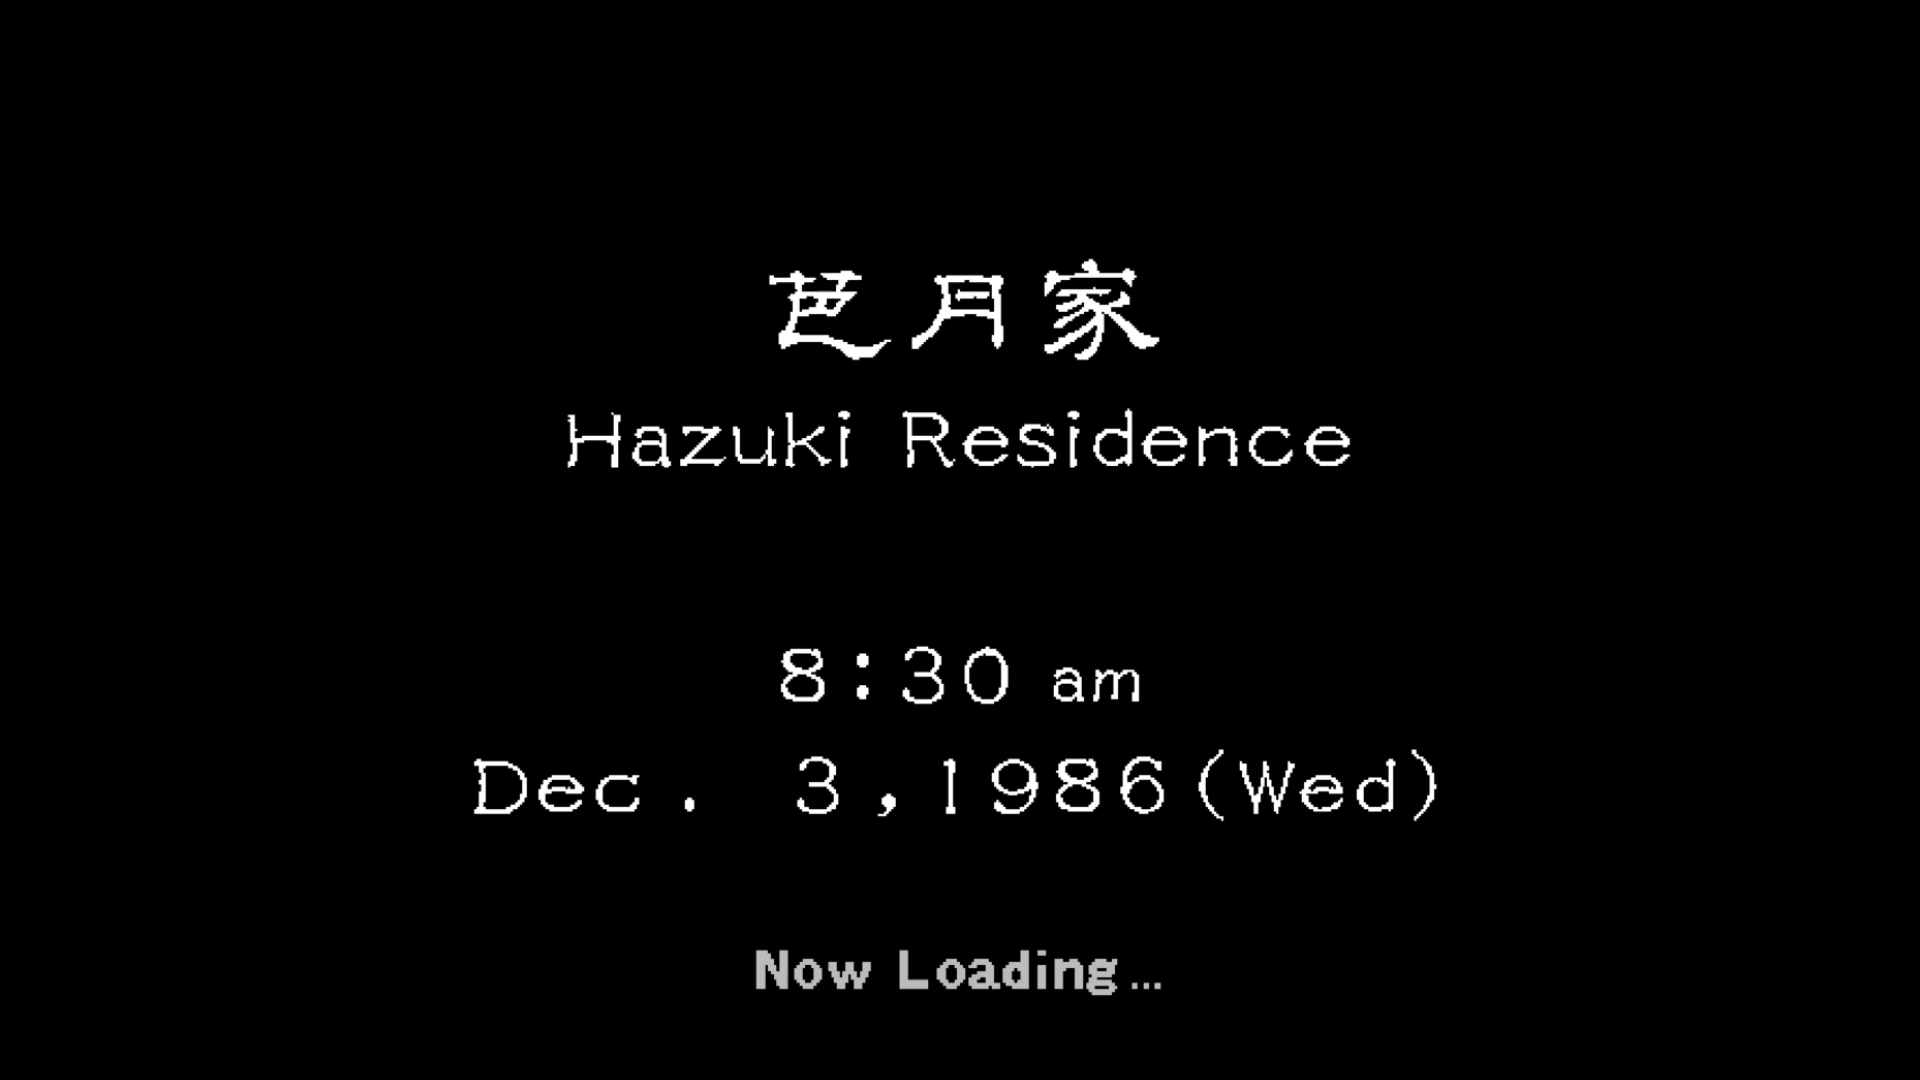 芭月家
Hazuki Residence
8:30 am
Dec. 3,1986(Wed)
Now Loading...